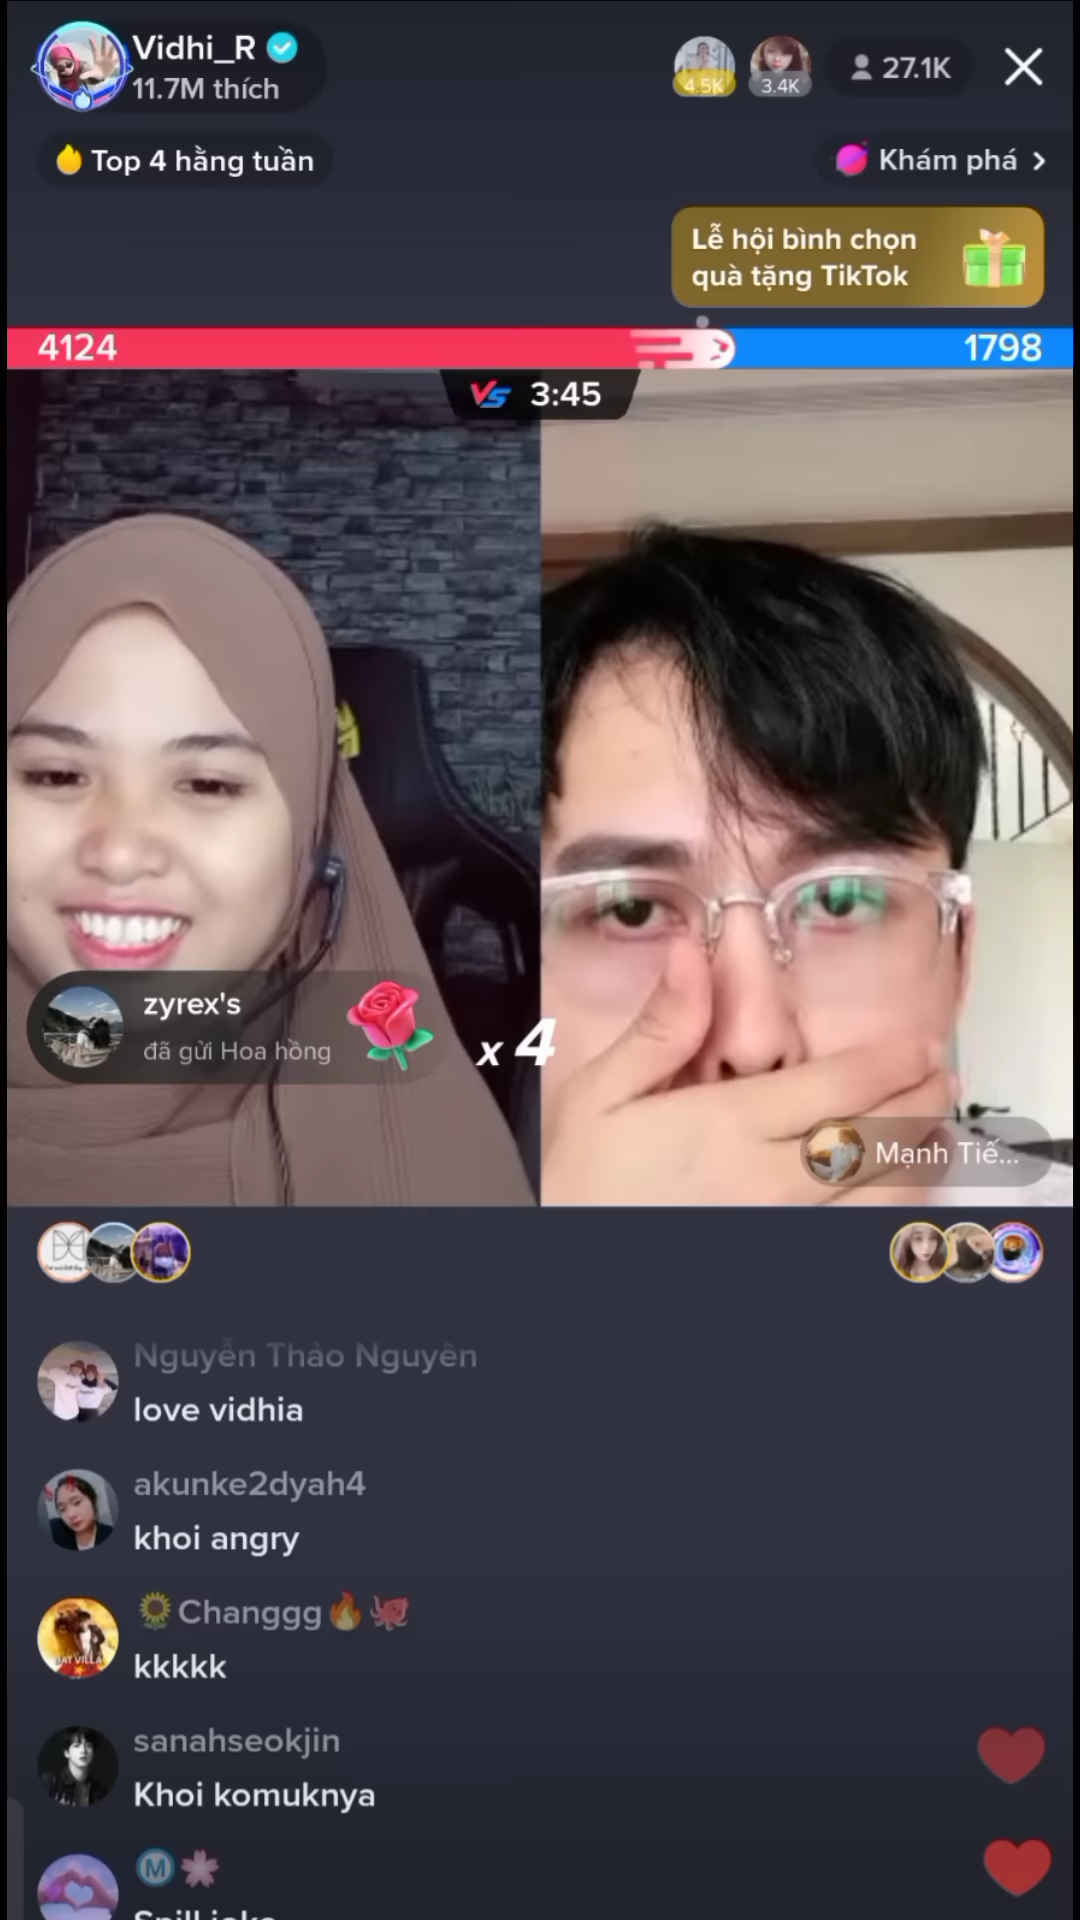 Vidhi_R
11.7M thích
4.5K
3.4K
27.1K
Top 4 hằng tuần
Khám phá
Lễ hội bình chọn
quà tặng TikTok
4124
1798
VS 3:45
zyrex's
đã gửi Hoa hồng
x 4
Mạnh Tiế...
Nguyễn Thảo Nguyên
love vidhia
akunke2dyah4
khoi angry
🌻Changgg🔥🦑
kkkkk
sanahseokjin
Khoi komuknya
Ⓜ️🌸